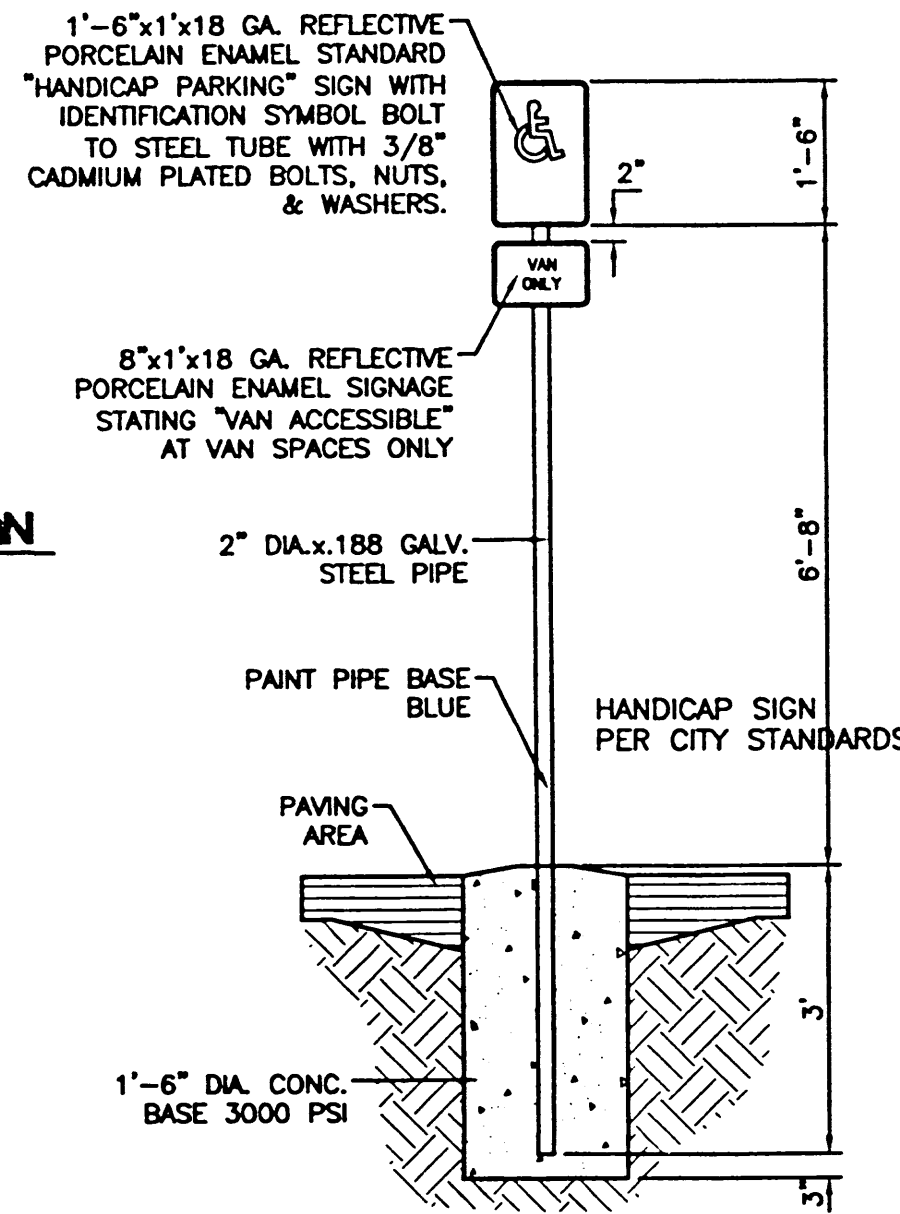 1'-6"x1'x18 GA. REFLECTIVE
PORCELAIN ENAMEL STANDARD
"HANDICAP PARKING" SIGN WITH
IDENTIFICATION SYMBOL BOLT
TO STEEL TUBE WITH 3/8"
CADMIUM PLATED BOLTS, NUTS,
& WASHERS.
2"
1'-6"
VAN
ONLY
8"x1'x18 GA. REFLECTIVE
PORCELAIN ENAMEL SIGNAGE
STATING "VAN ACCESSIBLE"
AT VAN SPACES ONLY
N
2" DIA.x.188 GALV.
STEEL PIPE
6'-8"
PAINT PIPE BASE
BLUE
HANDICAP SIGN
PER CITY STANDARDS
PAVING
AREA
3'
1'-6" DIA. CONC.
BASE 3000 PSI
3"